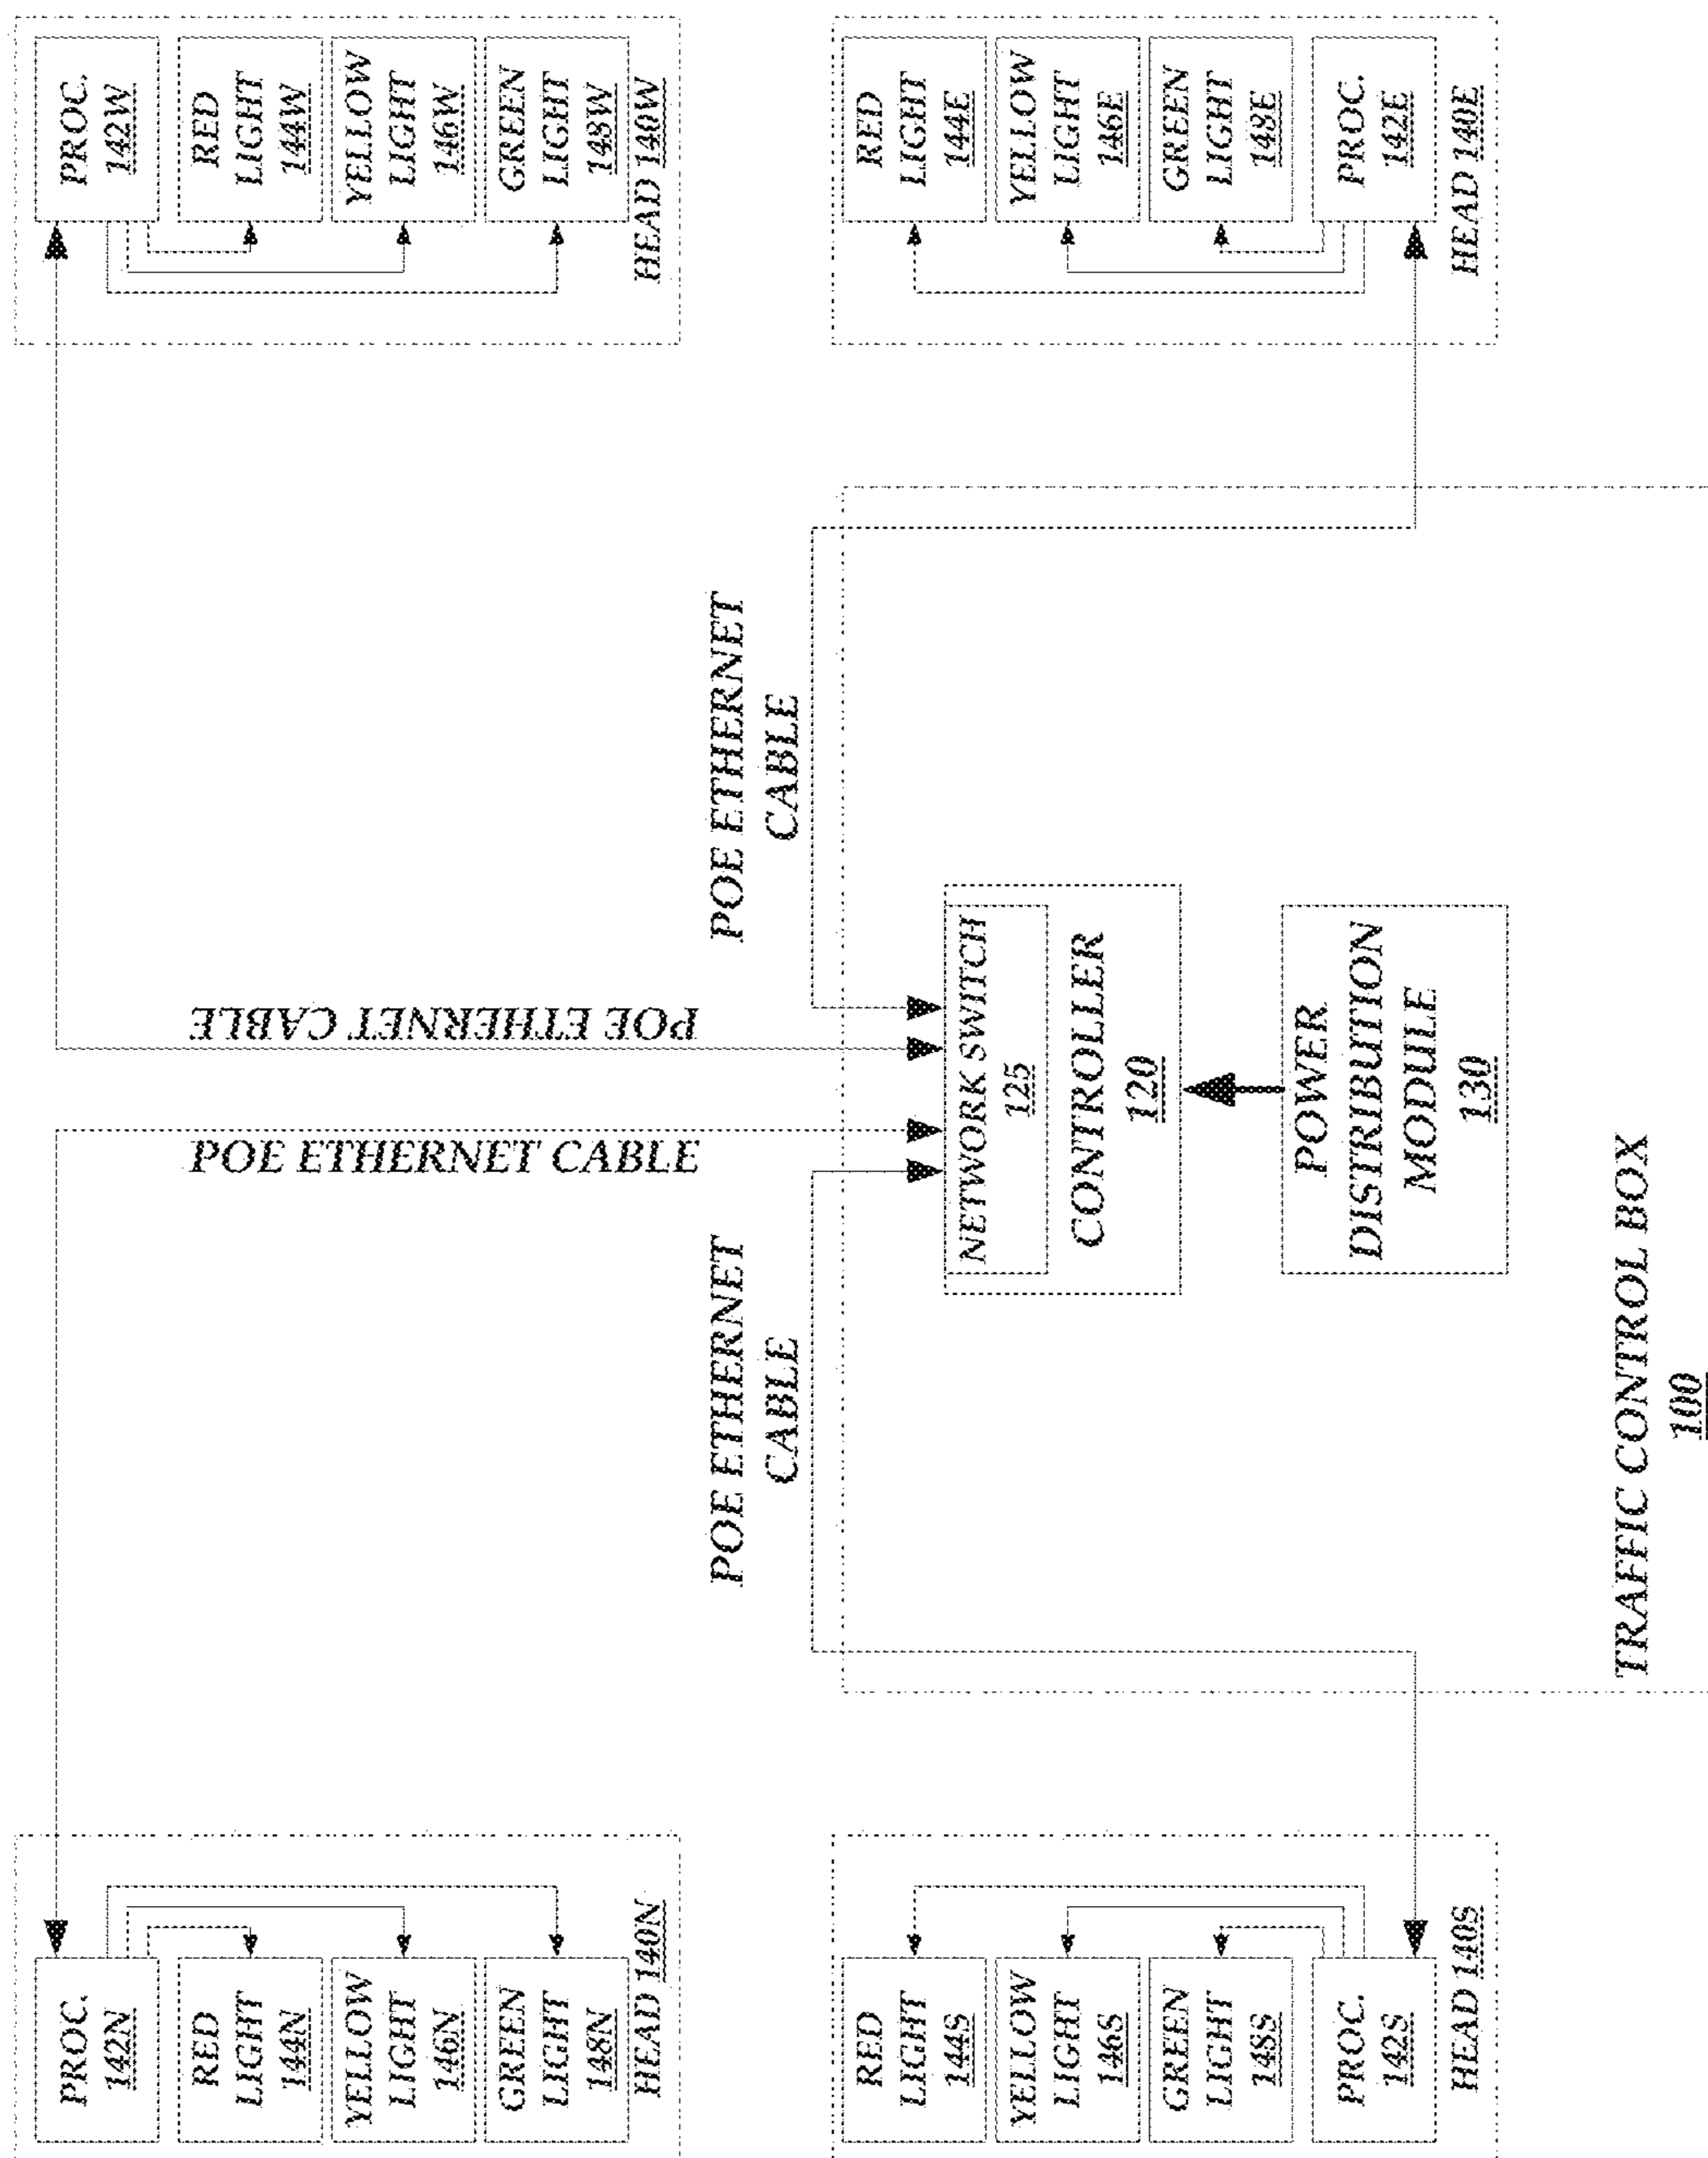 PROC.
142N
RED
LIGHT
144N
YELLOW
LIGHT
146N
GREEN
LIGHT
148N
HEAD 140N
POE ETHERNET CABLE
POE ETHERNET CABLE
PROC.
142W
RED
LIGHT
144W
YELLOW
LIGHT
146W
GREEN
LIGHT
148W
HEAD 140W
POE ETHERNET
CABLE
POE ETHERNET
CABLE
RED
LIGHT
144S
YELLOW
LIGHT
146S
GREEN
LIGHT
148S
PROC.
142S
HEAD 140S
NETWORK SWITCH
125
CONTROLLER
120
POWER
DISTRIBUTION
MODULE
130
TRAFFIC CONTROL BOX
100
RED
LIGHT
144E
YELLOW
LIGHT
146E
GREEN
LIGHT
148E
PROC.
142E
HEAD 140E